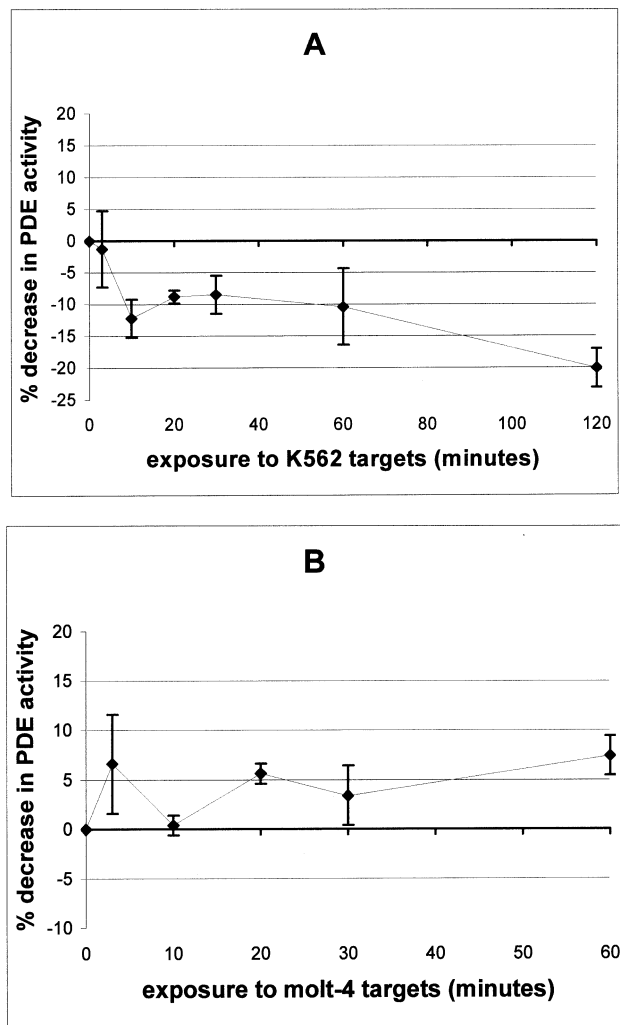 A
% decrease in PDE activity
20
15
10
5
0
-5
-10
-15
-20
-25
0 20 40 60 80 100 120
exposure to K562 targets (minutes)
B
% decrease in PDE activity
20
15
10
5
0
-5
-10
0 10 20 30 40 50 60
exposure to molt-4 targets (minutes)